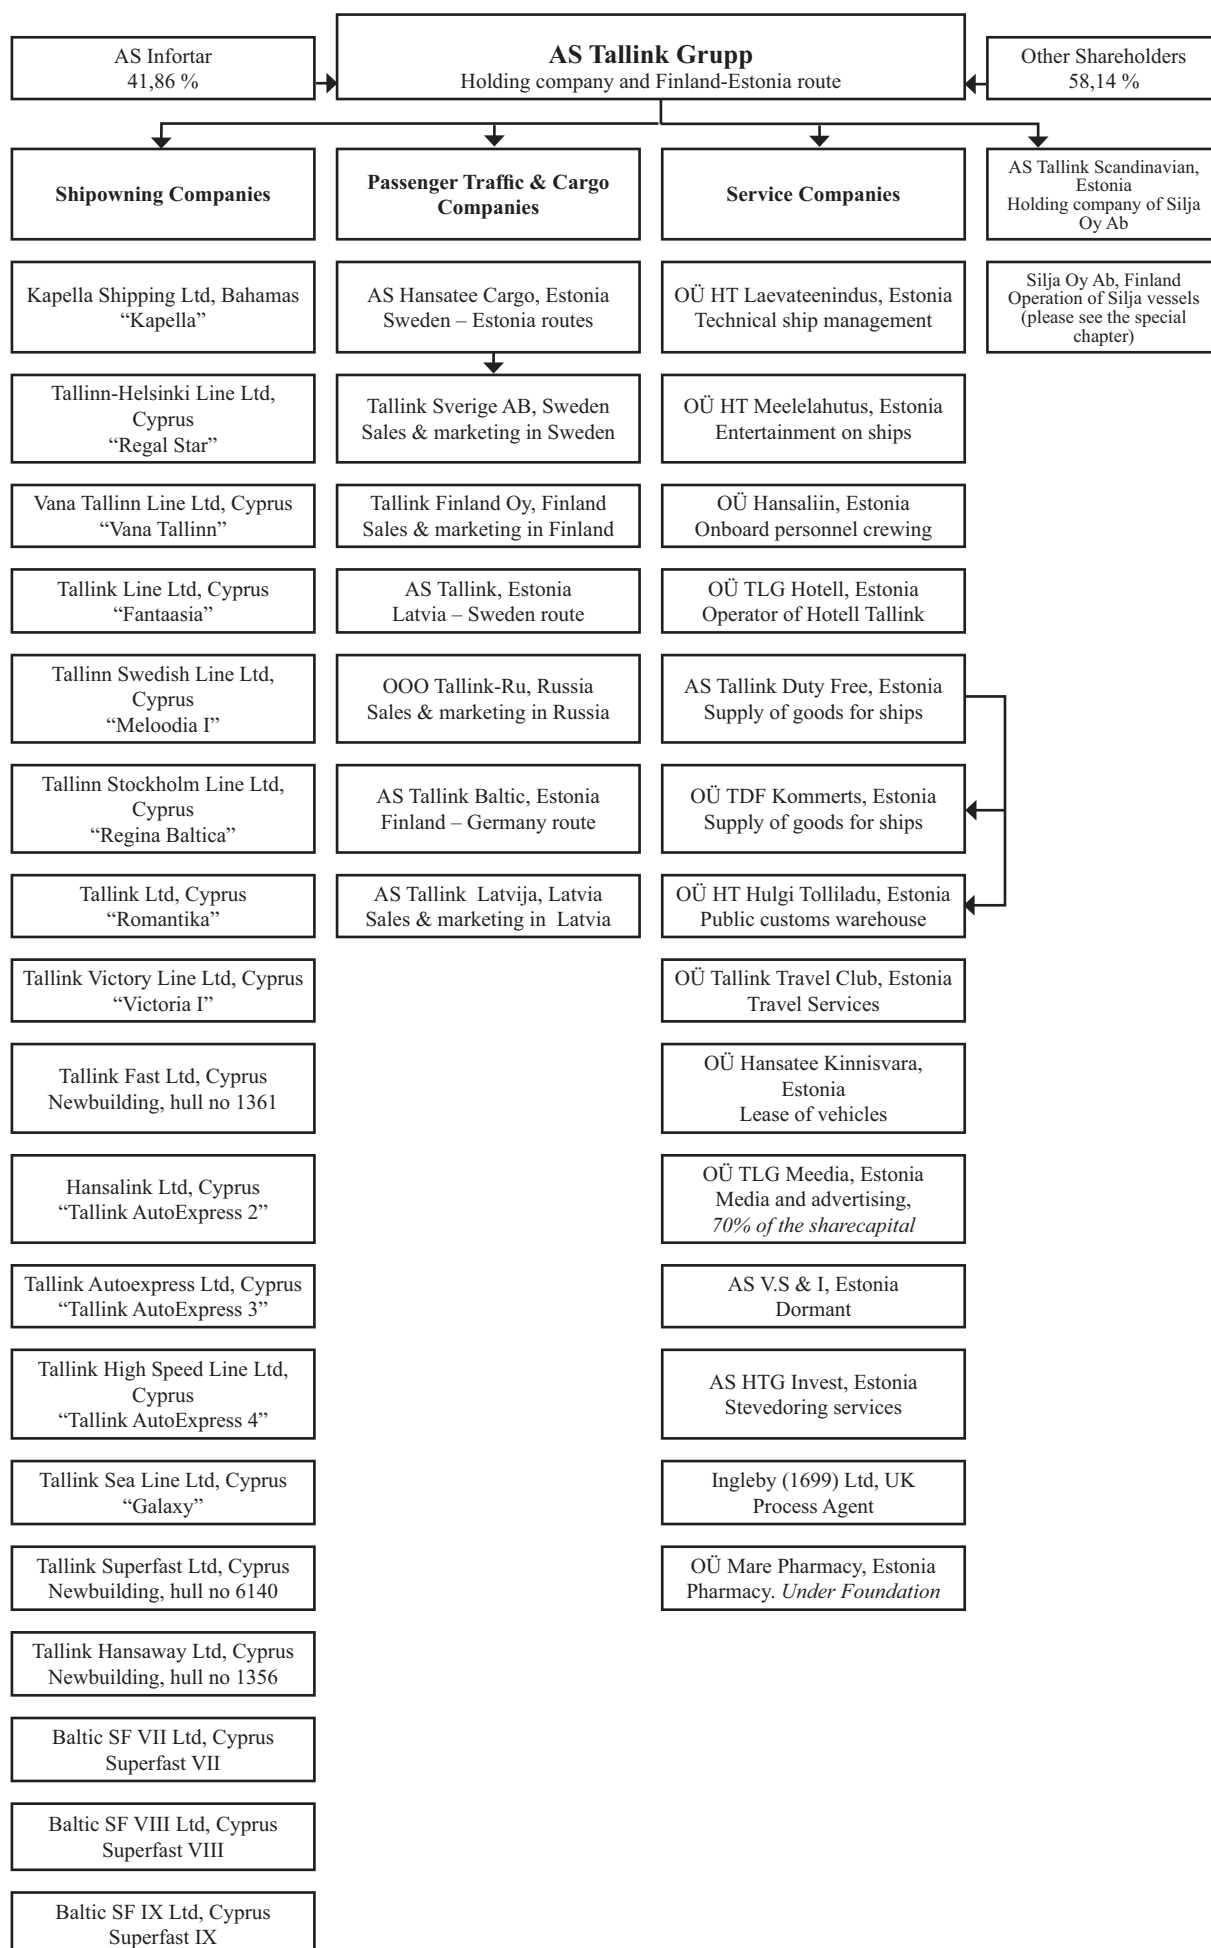 AS Infortar
41,86 %
AS Tallink Grupp
Holding company and Finland-Estonia route
Other Shareholders
58,14 %
Shipowning Companies
Passenger Traffic & Cargo
Companies
Service Companies
AS Tallink Scandinavian,
Estonia
Holding company of Silja
Oy Ab
Kapella Shipping Ltd, Bahamas
“Kapella”
AS Hansatee Cargo, Estonia
Sweden – Estonia routes
OÜ HT Laevateenindus, Estonia
Technical ship management
Silja Oy Ab, Finland
Operation of Silja vessels
(please see the special
chapter)
Tallinn-Helsinki Line Ltd,
Cyprus
“Regal Star”
Tallink Sverige AB, Sweden
Sales & marketing in Sweden
OÜ HT Meelelahutus, Estonia
Entertainment on ships
Vana Tallinn Line Ltd, Cyprus
“Vana Tallinn”
Tallink Finland Oy, Finland
Sales & marketing in Finland
OÜ Hansaliin, Estonia
Onboard personnel crewing
Tallink Line Ltd, Cyprus
“Fantaasia”
AS Tallink, Estonia
Latvia – Sweden route
OÜ TLG Hotell, Estonia
Operator of Hotell Tallink
Tallinn Swedish Line Ltd,
Cyprus
“Meloodia I”
OOO Tallink-Ru, Russia
Sales & marketing in Russia
AS Tallink Duty Free, Estonia
Supply of goods for ships
Tallinn Stockholm Line Ltd,
Cyprus
“Regina Baltica”
AS Tallink Baltic, Estonia
Finland – Germany route
OÜ TDF Kommerts, Estonia
Supply of goods for ships
Tallink Ltd, Cyprus
“Romantika”
AS Tallink Latvija, Latvia
Sales & marketing in Latvia
OÜ HT Hulgi Tolliladu, Estonia
Public customs warehouse
Tallink Victory Line Ltd, Cyprus
“Victoria I”
OÜ Tallink Travel Club, Estonia
Travel Services
Tallink Fast Ltd, Cyprus
Newbuilding, hull no 1361
OÜ Hansatee Kinnisvara,
Estonia
Lease of vehicles
Hansalink Ltd, Cyprus
“Tallink AutoExpress 2”
OÜ TLG Meedia, Estonia
Media and advertising,
70% of the sharecapital
Tallink Autoexpress Ltd, Cyprus
“Tallink AutoExpress 3”
AS V.S & I, Estonia
Dormant
Tallink High Speed Line Ltd,
Cyprus
“Tallink AutoExpress 4”
AS HTG Invest, Estonia
Stevedoring services
Tallink Sea Line Ltd, Cyprus
“Galaxy”
Ingleby (1699) Ltd, UK
Process Agent
Tallink Superfast Ltd, Cyprus
Newbuilding, hull no 6140
OÜ Mare Pharmacy, Estonia
Pharmacy. Under Foundation
Tallink Hansaway Ltd, Cyprus
Newbuilding, hull no 1356
Baltic SF VII Ltd, Cyprus
Superfast VII
Baltic SF VIII Ltd, Cyprus
Superfast VIII
Baltic SF IX Ltd, Cyprus
Superfast IX